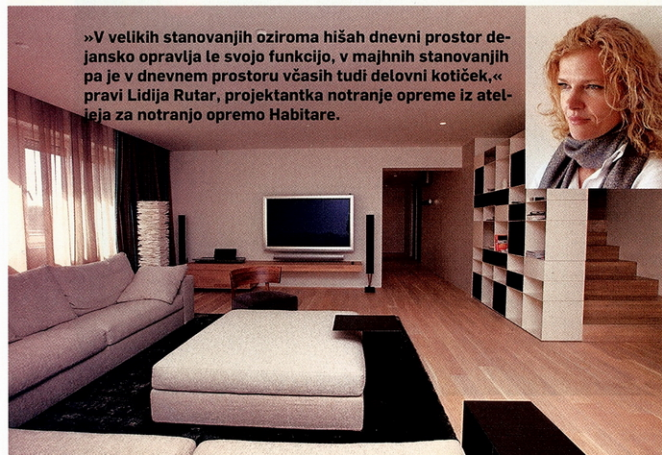 »V velikih stanovanjih oziroma hišah dnevni prostor de-
jansko opravlja le svojo funkcijo, v majhnih stanovanjih
pa je v dnevnem prostoru včasih tudi delovni kotiček,«
pravi Lidija Rutar, projektantka notranje opreme iz atel-
jeja za notranjo opremo Habitare.